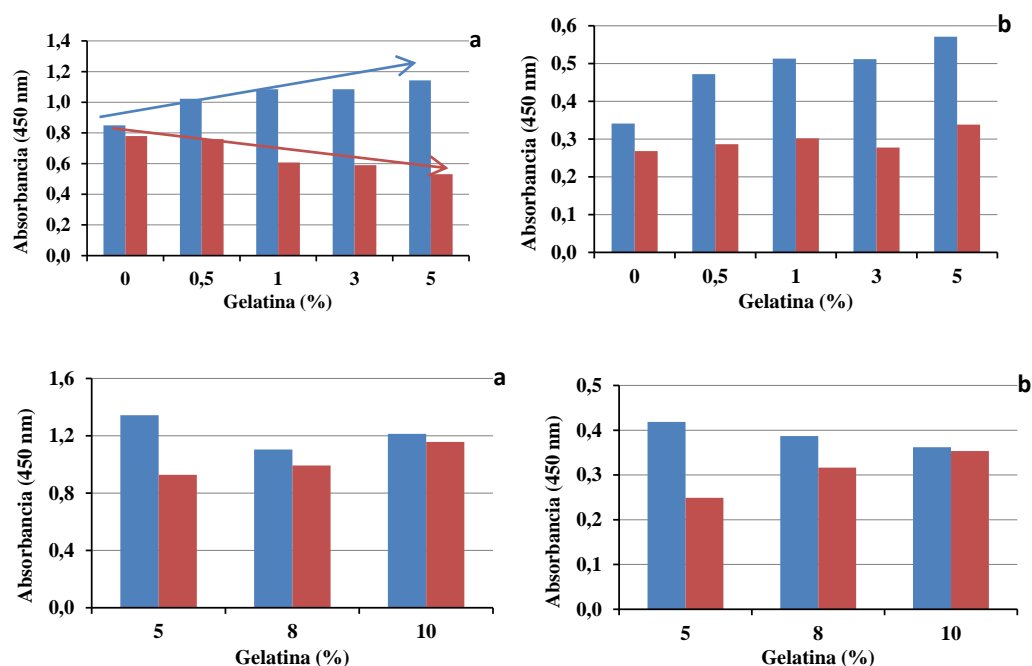 a
Absorbancia (450 nm)
1,4
1,2
1,0
0,8
0,6
0,4
0,2
0,0
0 0,5 1 3 5
Gelatina (%)
b
Absorbancia (450 nm)
0,6
0,5
0,4
0,3
0,2
0,1
0,0
0 0,5 1 3 5
Gelatina (%)
a
Absorbancia (450 nm)
1,6
1,2
0,8
0,4
0,0
5 8 10
Gelatina (%)
b
Absorbancia (450 nm)
0,5
0,4
0,3
0,2
0,1
0,0
5 8 10
Gelatina (%)